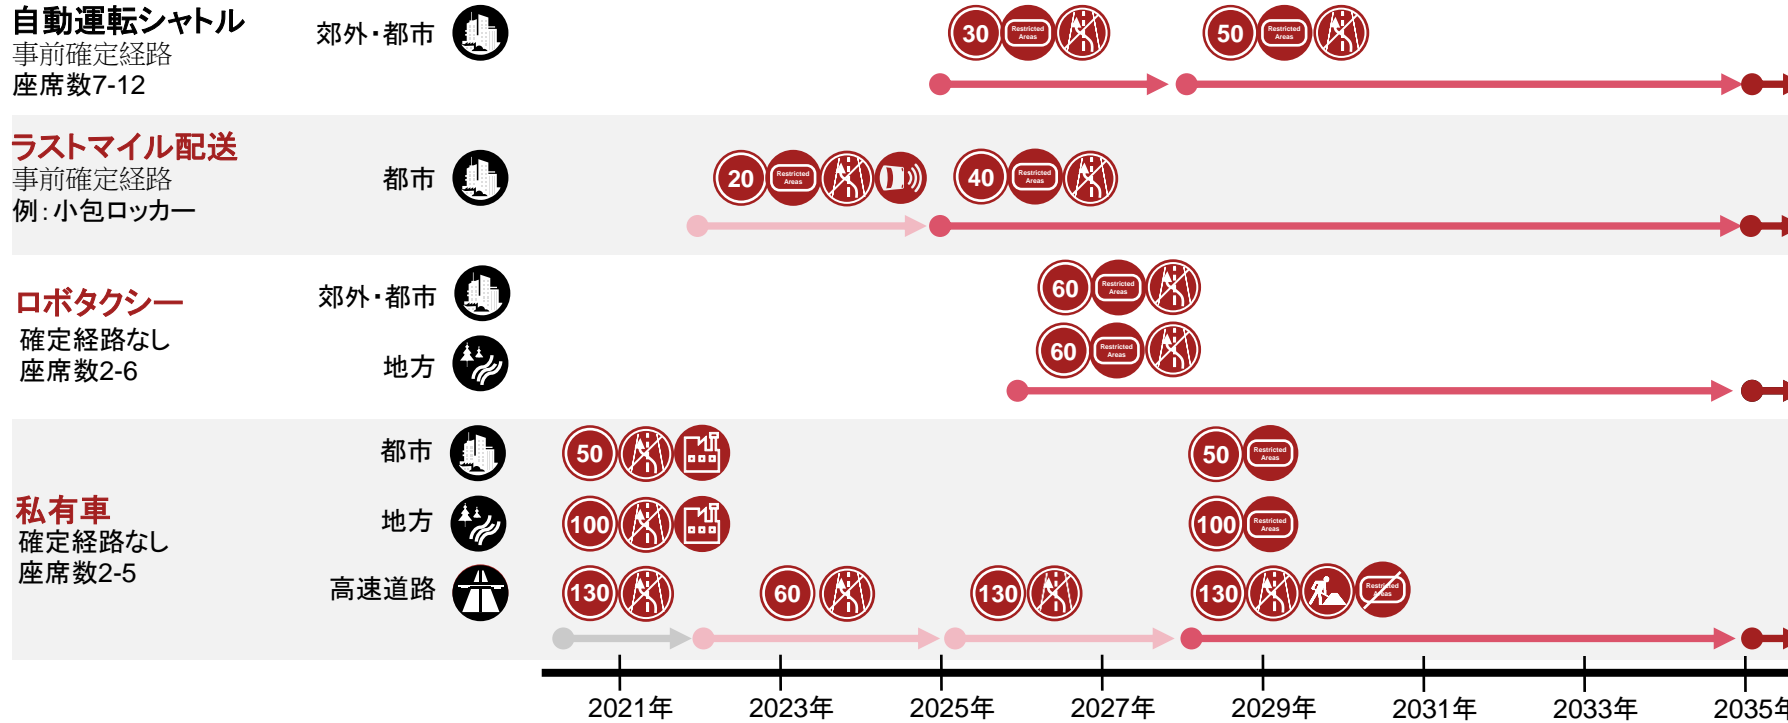 自動運転シャトル
事前確定経路
座席数7-12
郊外・都市
30
Restricted
Areas
50
Restricted
Areas
ラストマイル配送
事前確定経路
例：小包ロッカー
都市
20
Restricted
Areas
40
Restricted
Areas
ロボタクシー
確定経路なし
座席数2-6
郊外・都市
60
Restricted
Areas
地方
60
Restricted
Areas
私有車
確定経路なし
座席数2-5
都市
50
50
Restricted
Areas
地方
100
100
Restricted
Areas
高速道路
130
60
130
130
Restricted
Areas
2021年 2023年 2025年 2027年 2029年 2031年 2033年 2035年